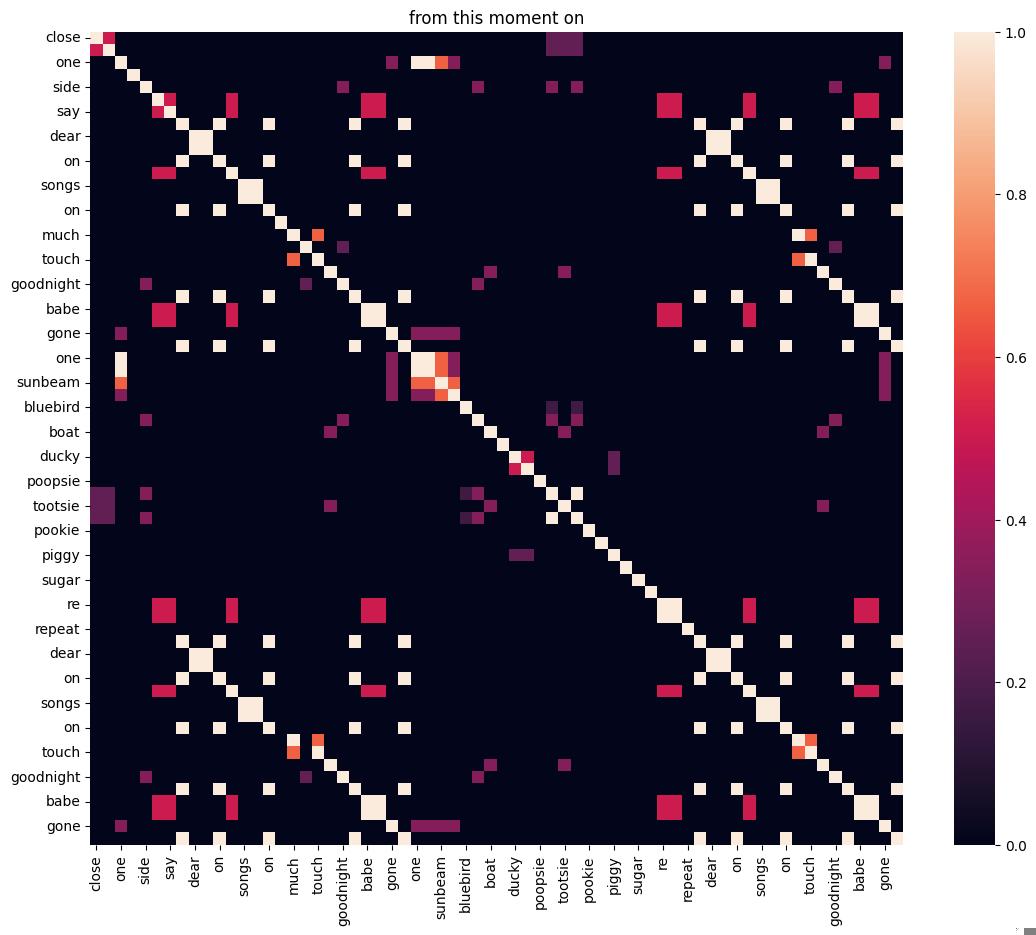 from this moment on
close
one
side
say
dear
on
songs
on
much
touch
goodnight
babe
gone
one
sunbeam
bluebird
boat
ducky
poopsie
tootsie
pookie
piggy
sugar
re
repeat
dear
on
songs
on
touch
goodnight
babe
gone
close
one
side
say
dear
on
songs
on
much
touch
goodnight
babe
gone
one
sunbeam
bluebird
boat
ducky
poopsie
tootsie
pookie
piggy
sugar
re
repeat
dear
on
songs
on
touch
goodnight
babe
gone
1.0
0.8
0.6
0.4
0.2
0.0